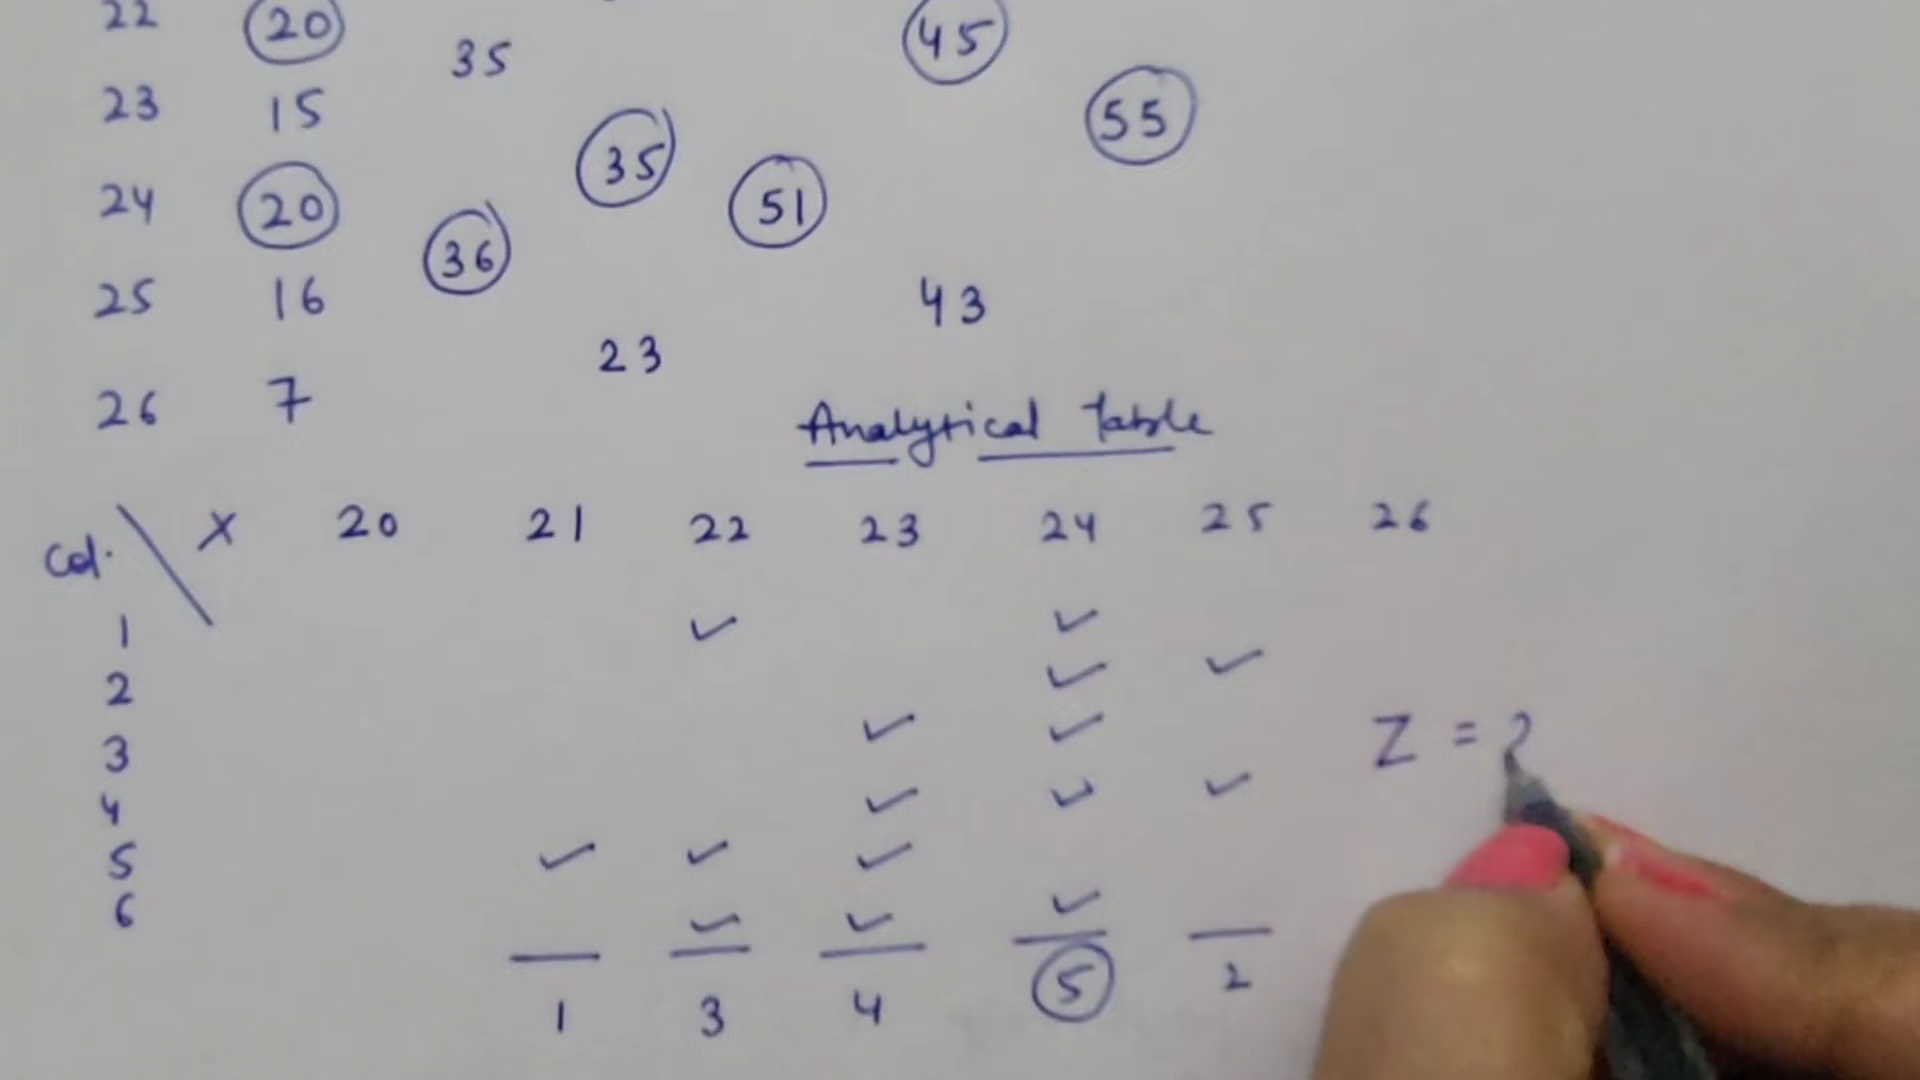 22 20 35 45
23 15 35 55
24 20 36 51
25 16 43
26 7 23
Analytical Table
Col. \ X 20 21 22 23 24 25 26
1 ✓ ✓
2 ✓ ✓
3 ✓ ✓ Z = 2
4 ✓ ✓ ✓
5 ✓ ✓ ✓
6 ✓ ✓ ✓
1 3 4 5 2